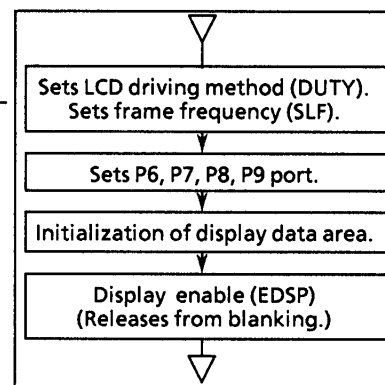 Sets LCD driving method (DUTY).
Sets frame frequency (SLF).
Sets P6, P7, P8, P9 port.
Initialization of display data area.
Display enable (EDSP)
(Releases from blanking.)